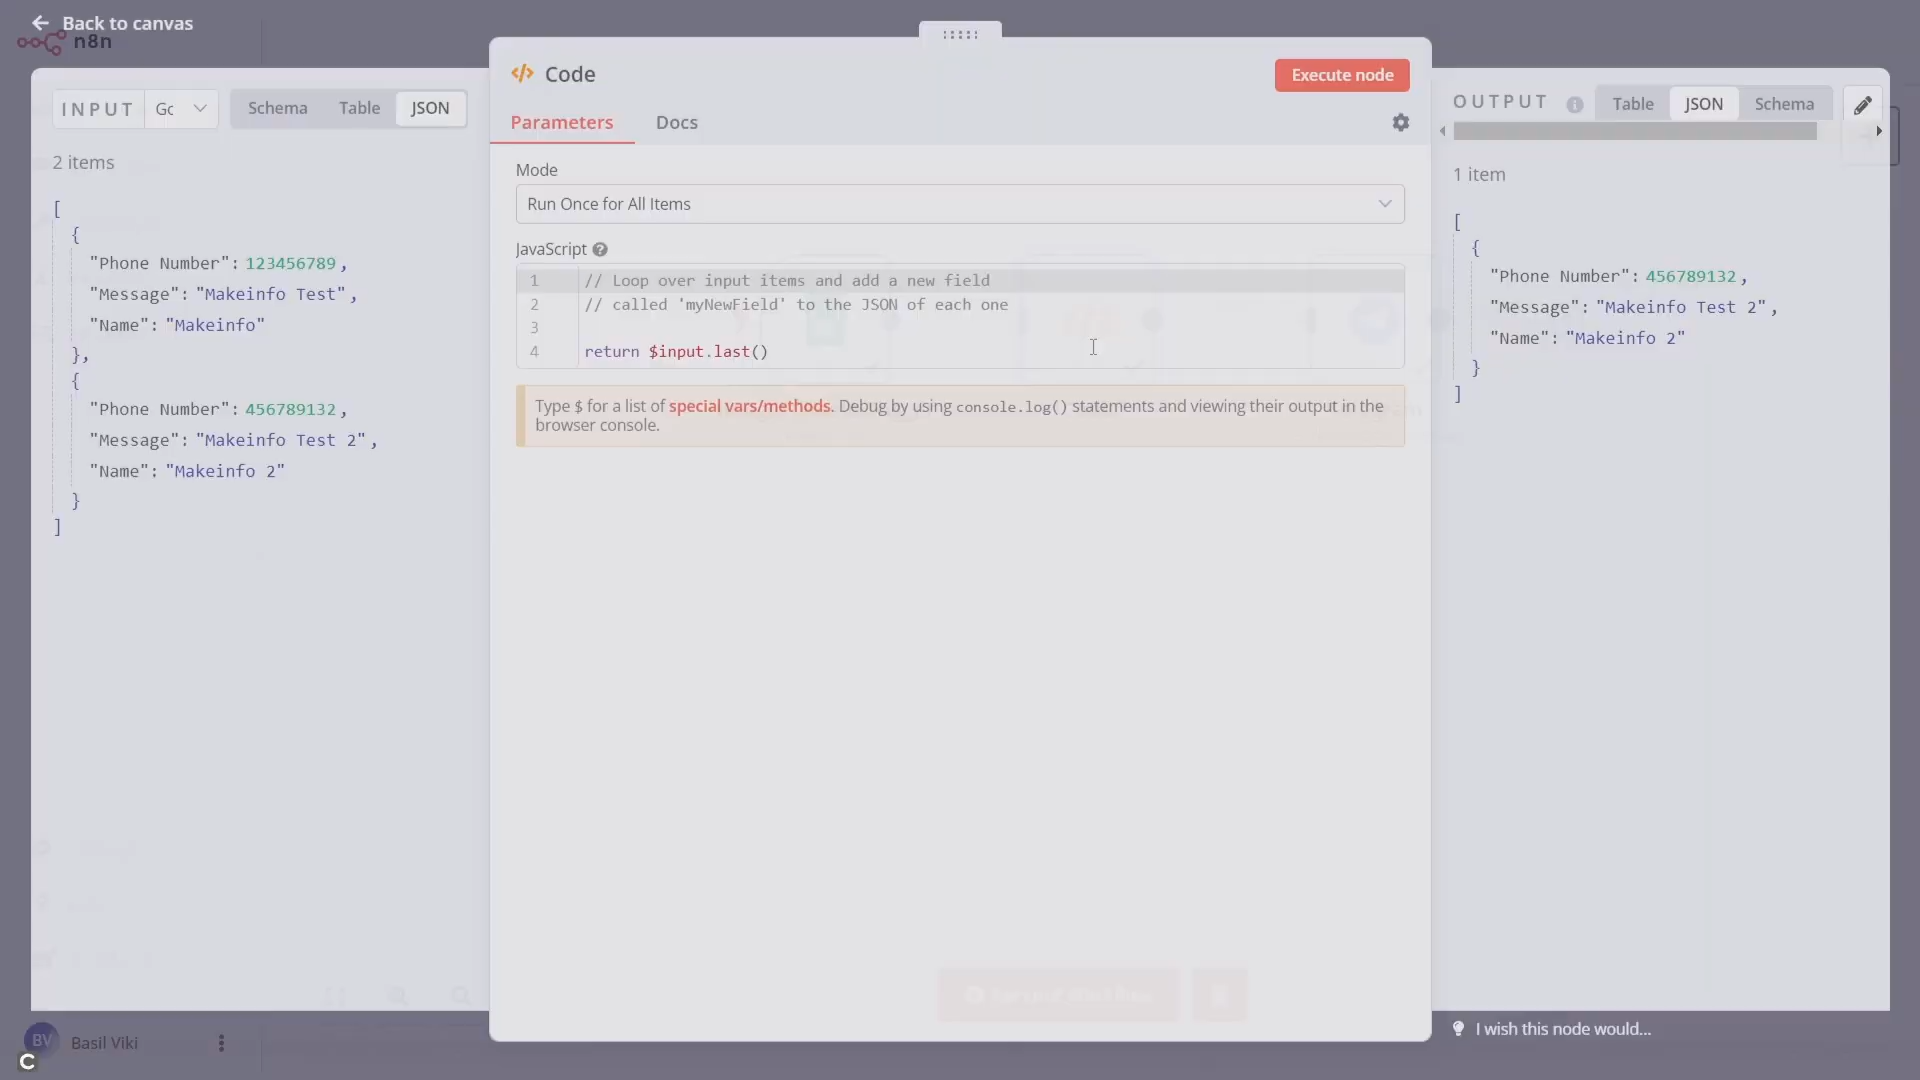 Back to canvas
n8n
INPUT Gc Schema Table JSON
2 items
[
{
"Phone Number": 123456789,
"Message": "Makeinfo Test",
"Name": "Makeinfo"
},
{
"Phone Number": 456789132,
"Message": "Makeinfo Test 2",
"Name": "Makeinfo 2"
}
]
BV Basil Viki
Code
Execute node
Parameters Docs
Mode
Run Once for All Items
JavaScript
1 // Loop over input items and add a new field
2 // called 'myNewField' to the JSON of each one
3
4 return $input.last()
Type $ for a list of special vars/methods. Debug by using console.log() statements and viewing their output in the
browser console.
OUTPUT Table JSON Schema
1 item
[
{
"Phone Number": 456789132,
"Message": "Makeinfo Test 2",
"Name": "Makeinfo 2"
}
]
I wish this node would...